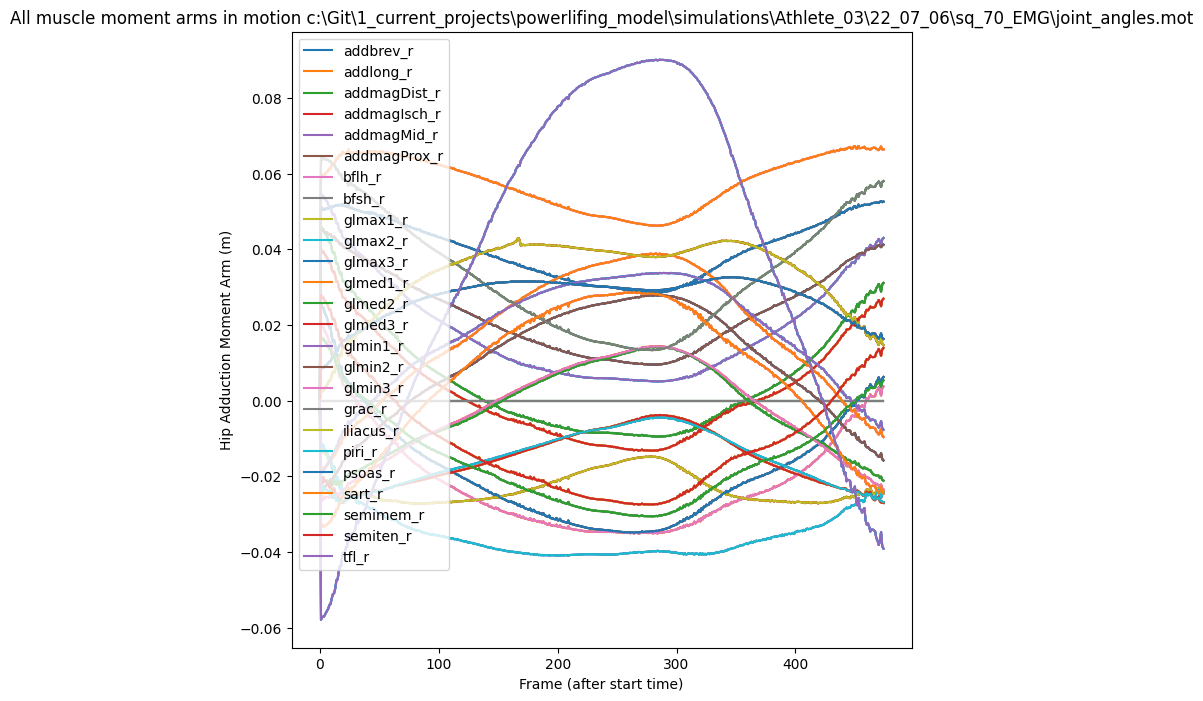 All muscle moment arms in motion c:\Git\1_current_projects\powerlifing_model\simulations\Athlete_03\22_07_06\sq_70_EMG\joint_angles.mot
addbrev_r
addlong_r
addmagDist_r
addmagIsch_r
addmagMid_r
addmagProx_r
bflh_r
bfsh_r
glmax1_r
glmax2_r
glmax3_r
glmed1_r
glmed2_r
glmed3_r
glmin1_r
glmin2_r
glmin3_r
grac_r
iliacus_r
piri_r
psoas_r
sart_r
semimem_r
semiten_r
tfl_r
Hip Adduction Moment Arm (m)
0.08
0.06
0.04
0.02
0.00
−0.02
−0.04
−0.06
0 100 200 300 400
Frame (after start time)